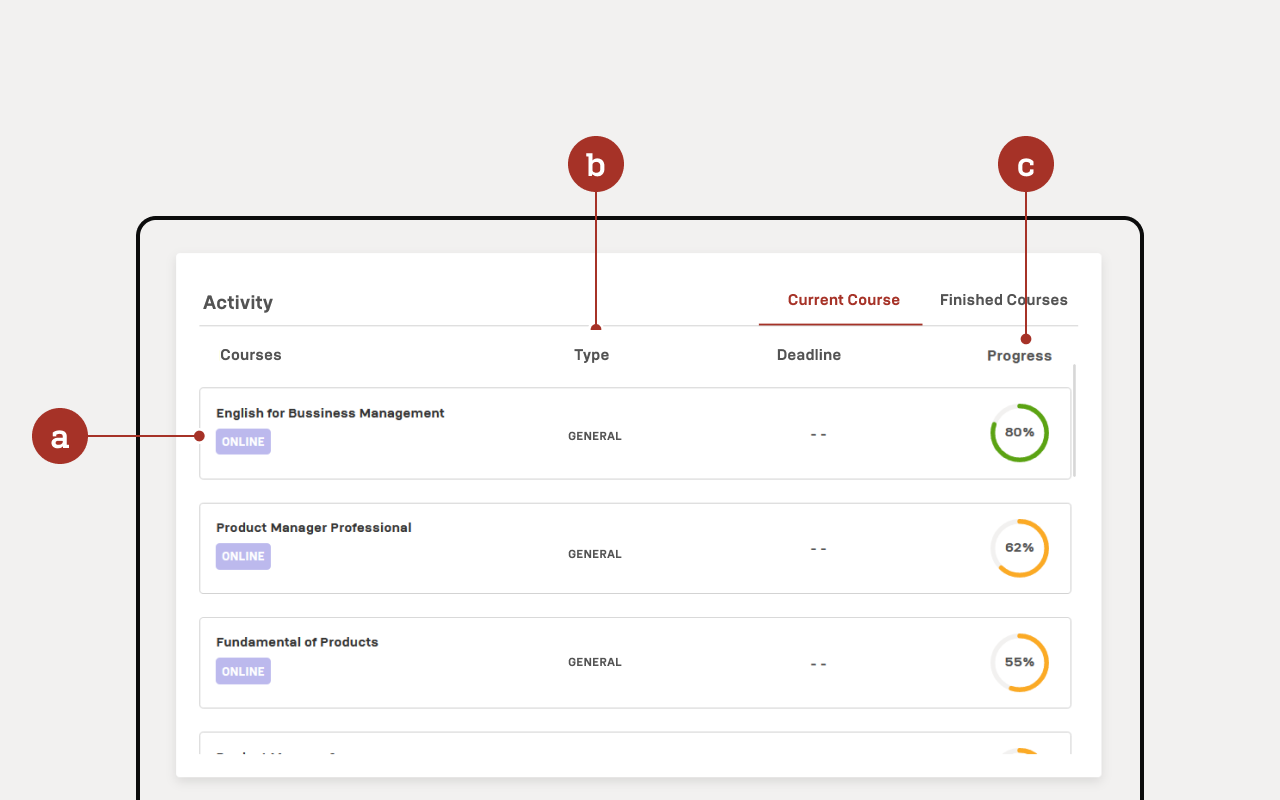 b
c
Activity
Current Course
Finished Courses
Courses
Type
Deadline
Progress
English for Bussiness Management
ONLINE
GENERAL
--
80%
a
Product Manager Professional
ONLINE
GENERAL
--
62%
Fundamental of Products
ONLINE
GENERAL
--
55%